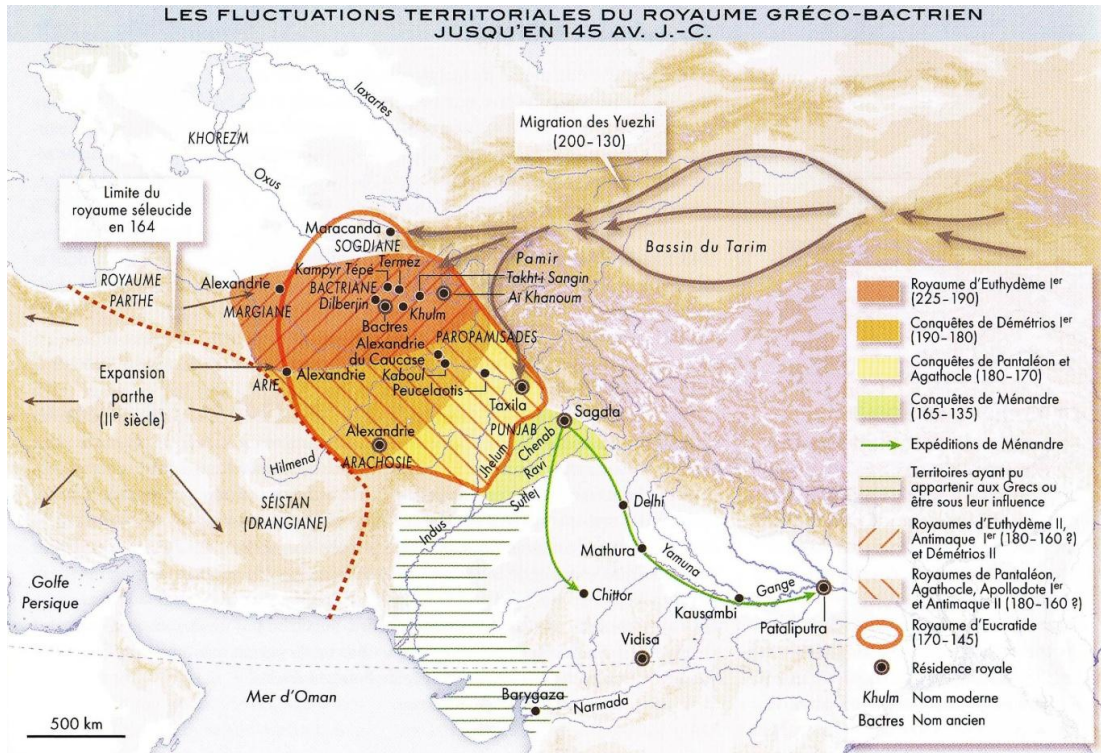 LES FLUCTUATIONS TERRITORIALES DU ROYAUME GRÉCO-BACTRIEN
JUSQU'EN 145 AV. J.-C.
Iaxartes
KHOREZM
Migration des Yuezhi
(200–130)
Oxus
Limite du
royaume séleucide
en 164
Maracanda
SOGDIANE
Bassin du Tarim
Pamir
Termez
Kampyr Tépé
Takht-i Sangin
ROYAUME
PARTHE
Alexandrie
BACTRIANE
Aï Khanoum
MARGIANE
Dilberjin
Khulm
Bactres
PAROPAMISADES
Alexandrie
du Caucase
Kaboul
Expansion
parthe
(IIe siècle)
ARIE
Alexandrie
Peucelaotis
Taxila
Sagala
PUNJAB
Alexandrie
Chenab
Jhelum
Ravi
Hilmend
ARACHOSIE
Sutlej
SÉISTAN
(DRANGIANE)
Indus
Delhi
Mathura
Yamuna
Golfe
Persique
Chittor
Gange
Kausambi
Pataliputra
Vidisa
Mer d'Oman
Barygaza
Narmada
500 km
Royaume d'Euthydème Ier
(225–190)
Conquêtes de Démétrios Ier
(190–180)
Conquêtes de Pantaléon et
Agathocle (180–170)
Conquêtes de Ménandre
(165–135)
Expéditions de Ménandre
Territoires ayant pu
appartenir aux Grecs ou
être sous leur influence
Royaumes d'Euthydème II,
Antimaque Ier (180–160 ?)
et Démétrios II
Royaumes de Pantaléon,
Agathocle, Apollodote Ier
et Antimaque II (180–160 ?)
Royaume d'Eucratide
(170–145)
Résidence royale
Khulm Nom moderne
Bactres Nom ancien